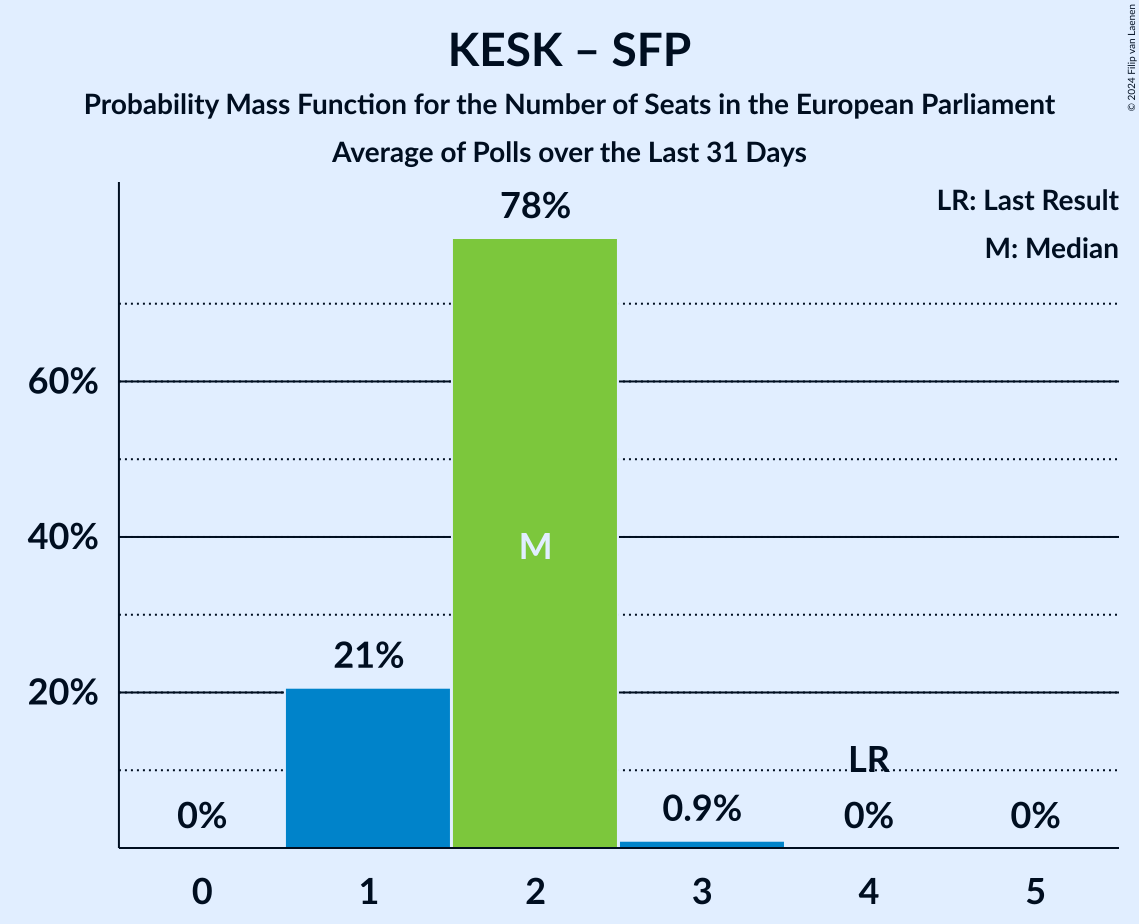 KESK – SFP
Probability Mass Function for the Number of Seats in the European Parliament
Average of Polls over the Last 31 Days
© 2024 Filip van Laenen
LR: Last Result
M: Median
78%
60%
40%
M
21%
20%
LR
0%
0.9%
0%
0%
0
1
2
3
4
5